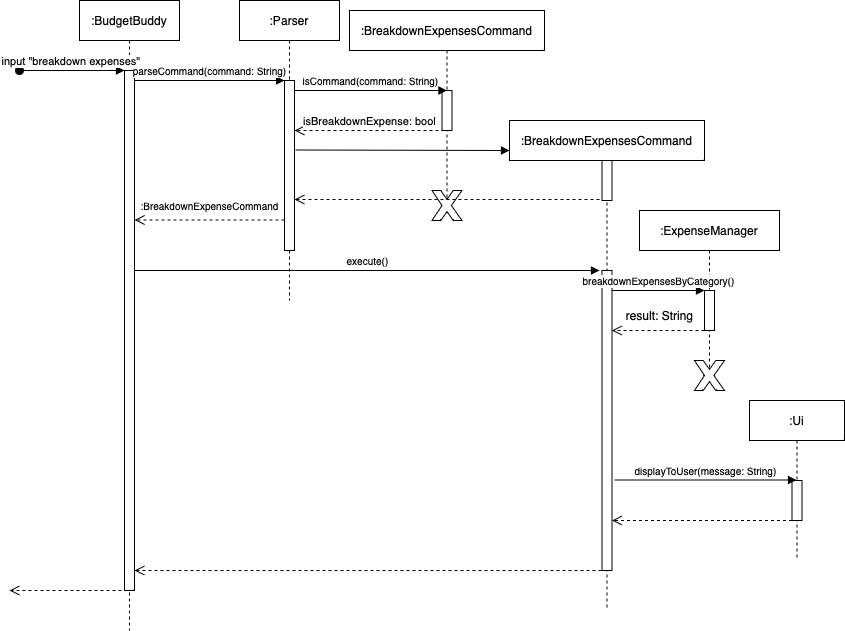 :BudgetBuddy
:Parser
:BreakdownExpensesCommand
input "breakdown expenses"
parseCommand(command: String)
isCommand(command: String)
isBreakdownExpense: bool
:BreakdownExpensesCommand
:BreakdownExpenseCommand
:ExpenseManager
execute()
breakdownExpensesByCategory()
result: String
:Ui
displayToUser(message: String)